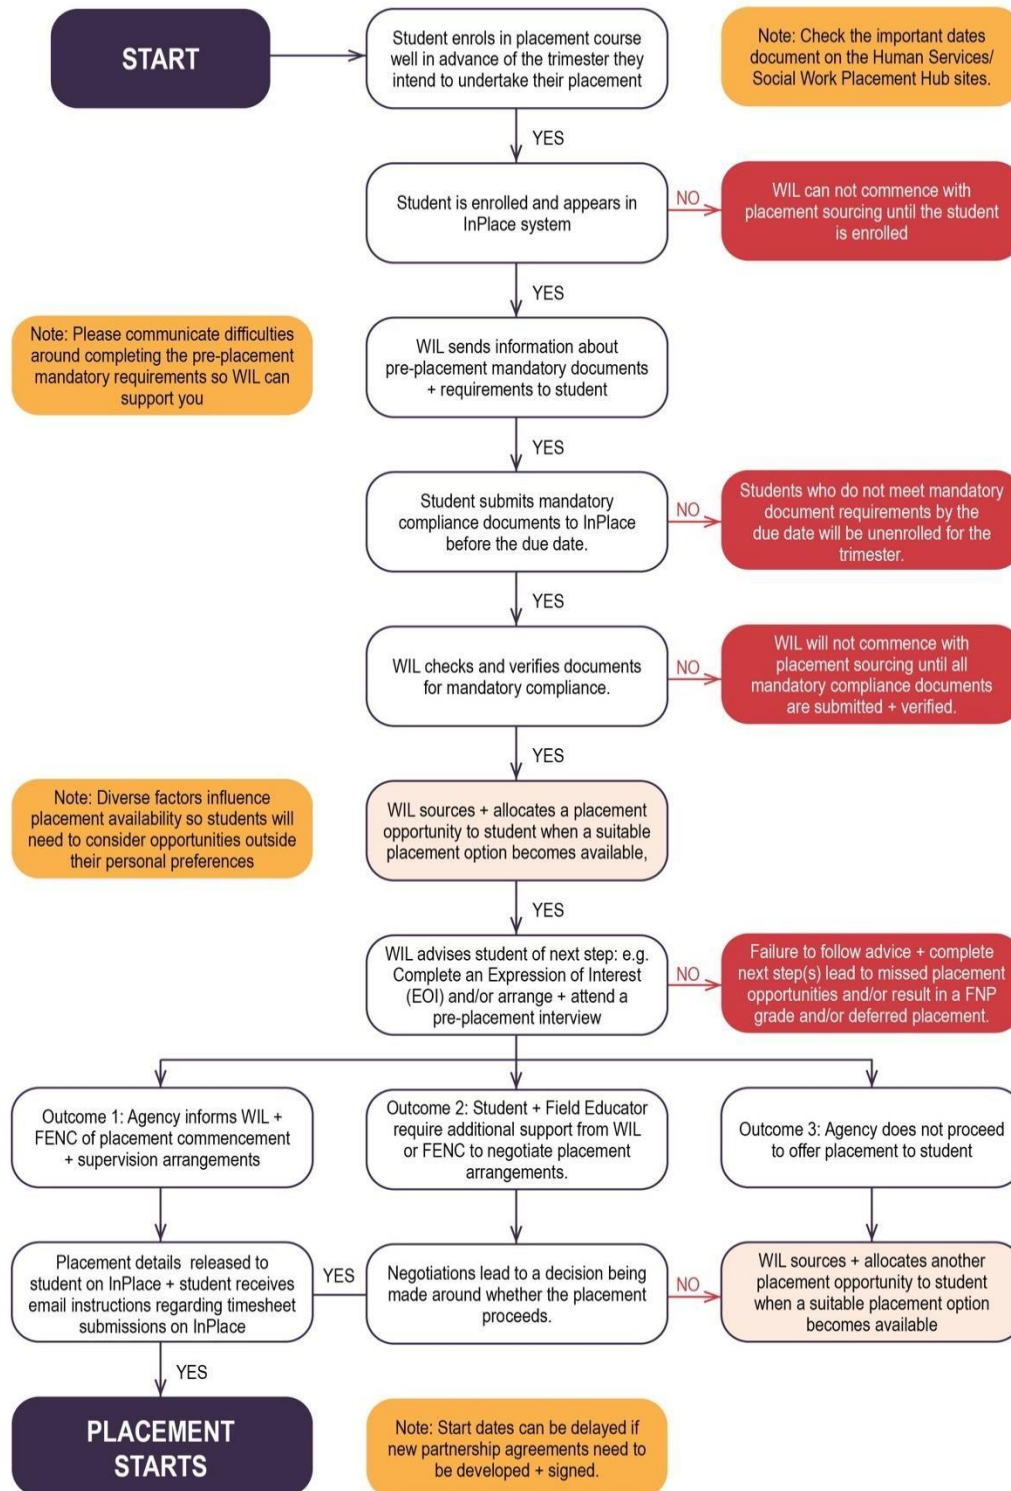 START
Student enrols in placement course
well in advance of the trimester they
intend to undertake their placement
Note: Check the important dates
document on the Human Services/
Social Work Placement Hub sites.
YES
Student is enrolled and appears in
InPlace system
NO
WIL can not commence with
placement sourcing until the student
is enrolled
YES
Note: Please communicate difficulties
around completing the pre-placement
mandatory requirements so WIL can
support you
WIL sends information about
pre-placement mandatory documents
+ requirements to student
YES
Student submits mandatory
compliance documents to InPlace
before the due date.
NO
Students who do not meet mandatory
document requirements by the
due date will be unenrolled for the
trimester.
YES
WIL checks and verifies documents
for mandatory compliance.
NO
WIL will not commence with
placement sourcing until all
mandatory compliance documents
are submitted + verified.
YES
Note: Diverse factors influence
placement availability so students will
need to consider opportunities outside
their personal preferences
WIL sources + allocates a placement
opportunity to student when a suitable
placement option becomes available,
YES
WIL advises student of next step: e.g.
Complete an Expression of Interest
(EOI) and/or arrange + attend a
pre-placement interview
NO
Failure to follow advice + complete
next step(s) lead to missed placement
opportunities and/or result in a FNP
grade and/or deferred placement.
Outcome 1: Agency informs WIL +
FENC of placement commencement
+ supervision arrangements
Outcome 2: Student + Field Educator
require additional support from WIL
or FENC to negotiate placement
arrangements.
Outcome 3: Agency does not proceed
to offer placement to student
Placement details released to
student on InPlace + student receives
email instructions regarding timesheet
submissions on InPlace
YES
Negotiations lead to a decision being
made around whether the placement
proceeds.
NO
WIL sources + allocates another
placement opportunity to student
when a suitable placement option
becomes available
YES
PLACEMENT
STARTS
Note: Start dates can be delayed if
new partnership agreements need to
be developed + signed.